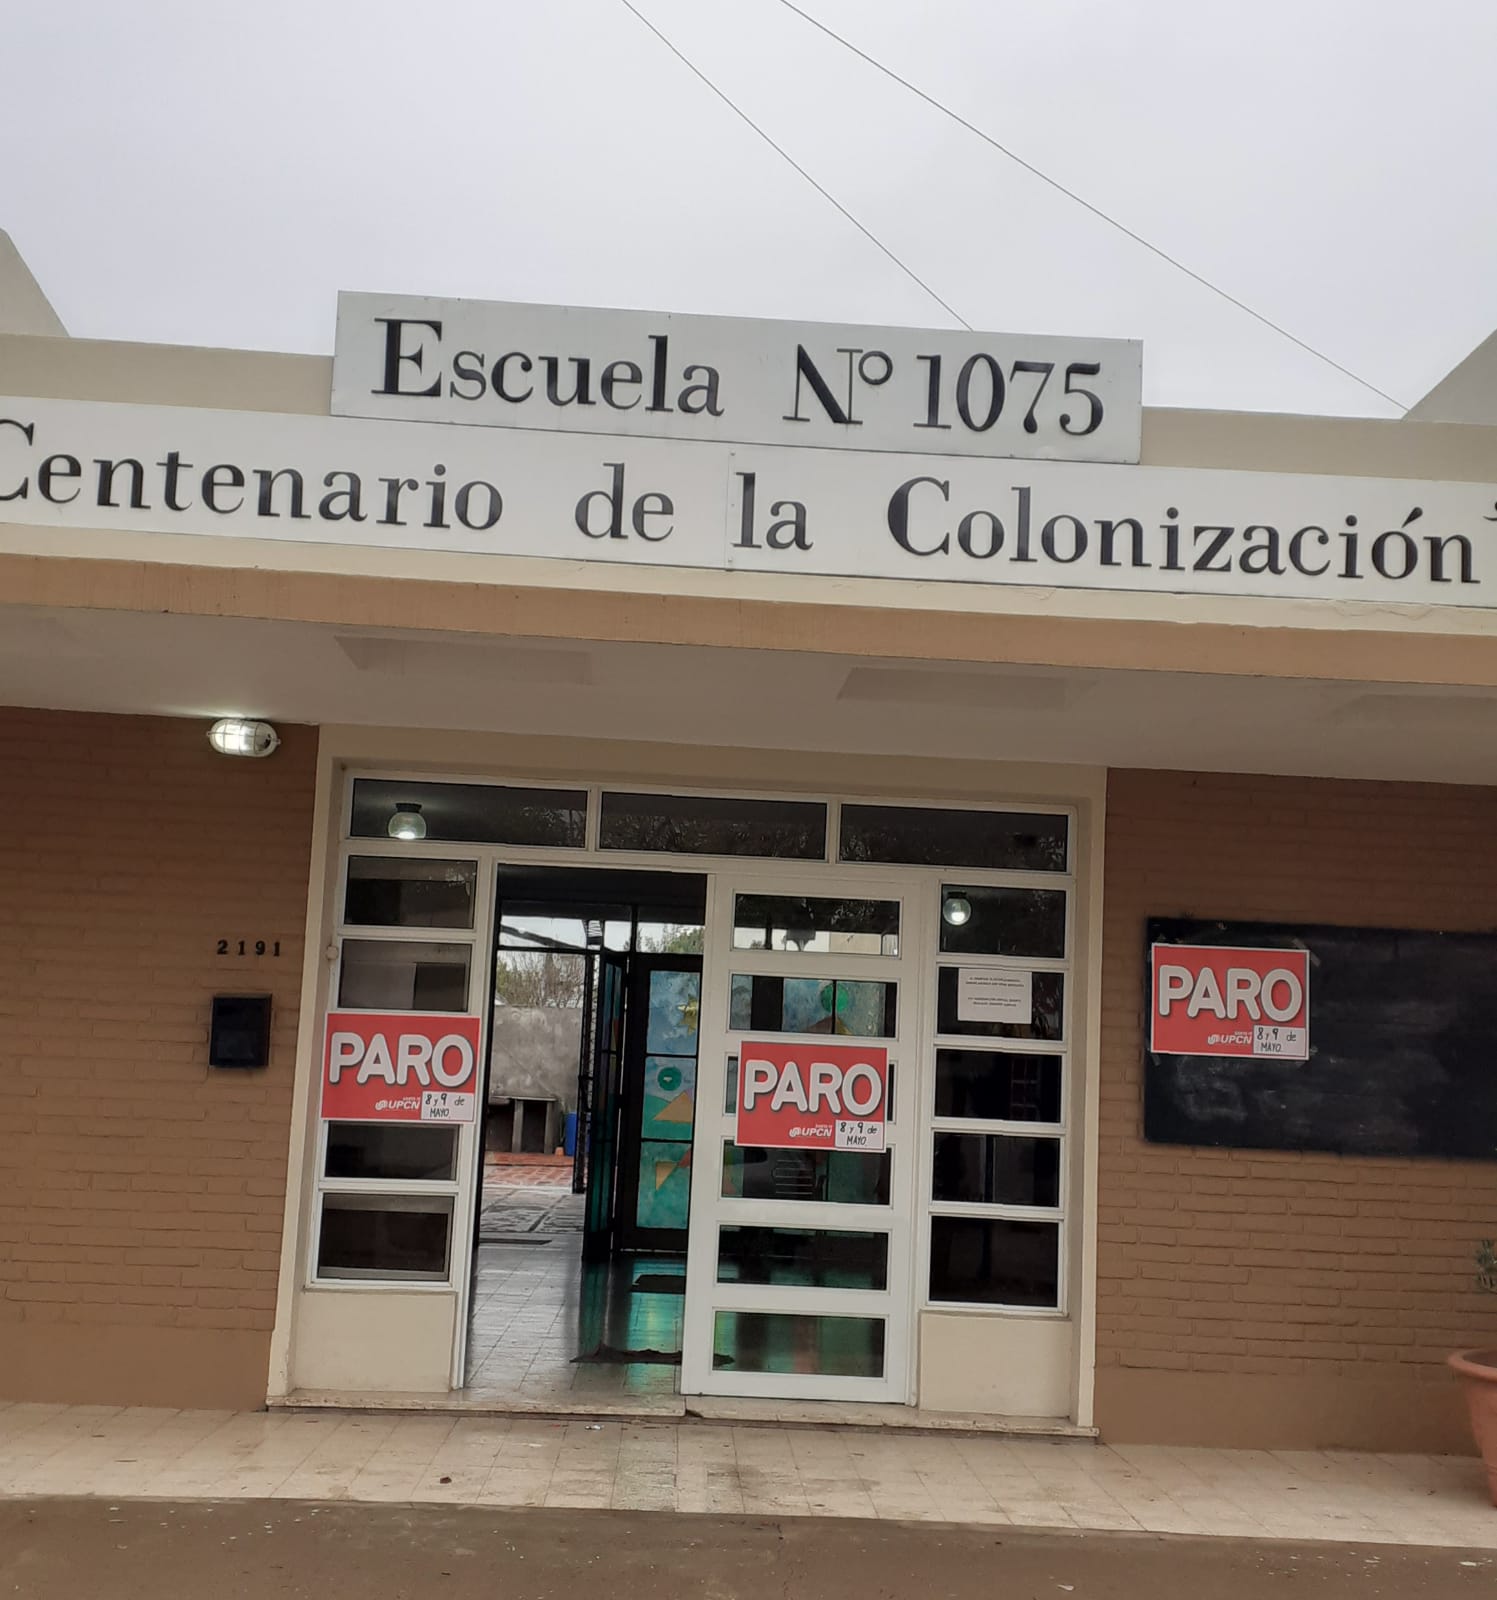 Escuela N° 1075
Centenario de la Colonización"
2191
PARO
UPCN
8 y 9 de
MAYO
PARO
UPCN
8 y 9 de
MAYO
PARO
UPCN
8 y 9 de
MAYO